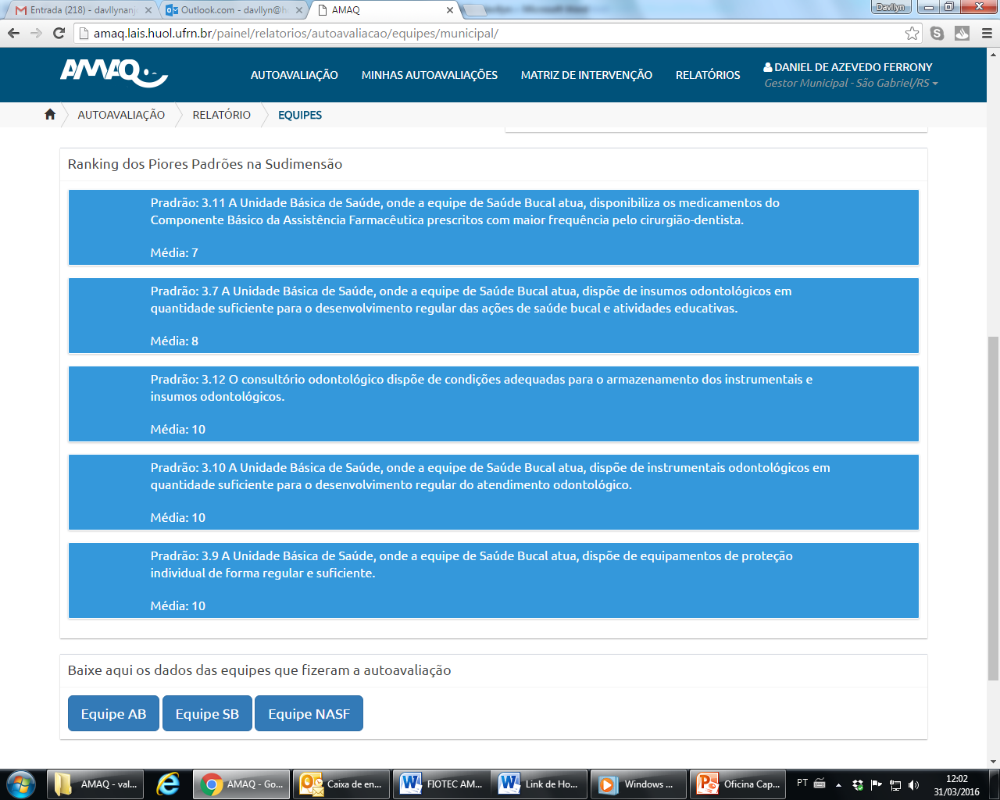 Entrada (218) - davllynanj
Outlook.com - davllyn@h
AMAQ
Davllyn
amaq.lais.huol.ufrn.br/painel/relatorios/autoavaliacao/equipes/municipal/
AMAQ
AUTOAVALIAÇÃO
MINHAS AUTOAVALIAÇÕES
MATRIZ DE INTERVENÇÃO
RELATÓRIOS
DANIEL DE AZEVEDO FERRONY
Gestor Municipal - São Gabriel/RS
AUTOAVALIAÇÃO
RELATÓRIO
EQUIPES
Ranking dos Piores Padrões na Sudimensão
Pradrão: 3.11 A Unidade Básica de Saúde, onde a equipe de Saúde Bucal atua, disponibiliza os medicamentos do
Componente Básico da Assistência Farmacêutica prescritos com maior frequência pelo cirurgião-dentista.
Média: 7
Pradrão: 3.7 A Unidade Básica de Saúde, onde a equipe de Saúde Bucal atua, dispõe de insumos odontológicos em
quantidade suficiente para o desenvolvimento regular das ações de saúde bucal e atividades educativas.
Média: 8
Pradrão: 3.12 O consultório odontológico dispõe de condições adequadas para o armazenamento dos instrumentais e
insumos odontológicos.
Média: 10
Pradrão: 3.10 A Unidade Básica de Saúde, onde a equipe de Saúde Bucal atua, dispõe de instrumentais odontológicos em
quantidade suficiente para o desenvolvimento regular do atendimento odontológico.
Média: 10
Pradrão: 3.9 A Unidade Básica de Saúde, onde a equipe de Saúde Bucal atua, dispõe de equipamentos de proteção
individual de forma regular e suficiente.
Média: 10
Baixe aqui os dados das equipes que fizeram a autoavaliação
Equipe AB
Equipe SB
Equipe NASF
AMAQ - val...
AMAQ - Go...
Caixa de en...
FIOTEC AM...
Link de Ho...
Windows ...
Oficina Cap...
PT
12:02
31/03/2016